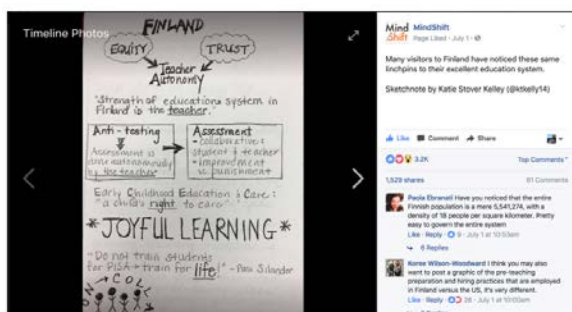 Timeline Photos
FINLAND
EQUITY
TRUST
Teacher
Autonomy
"Strength of education system in
Finland is the teacher."
Anti-testing
Assessment is
done autonomously
by the teacher
Assessment
- collaborative:
student & teacher
- improvement
vs. punishment
Early Childhood Education & Care:
"a child's right to care"
*JOYFUL LEARNING*
"Do not train students
for PISA → train for life!" - Pasi Silander
Mind
Shift
MindShift
Page Liked · July 1 ·
Many visitors to Finland have noticed these same
linchpins to their excellent education system.
Sketchnote by Katie Stover Kelley (@ktkelly14)
Like Comment Share
3.2K
Top Comments
1,529 shares
81 Comments
Paola Ebranati Have you noticed that the entire
Finnish population is a mere 5,541,274, with a
density of 18 people per square kilometer. Pretty
easy to govern the entire system
Like · Reply · 9 · July 1 at 10:53am
6 Replies
Koree Wilson-Woodward I think you may also
want to post a graphic of the pre-teaching
preparation and hiring practices that are employed
in Finland versus the US, it's very different.
Like · Reply · 26 · July 1 at 10:00am